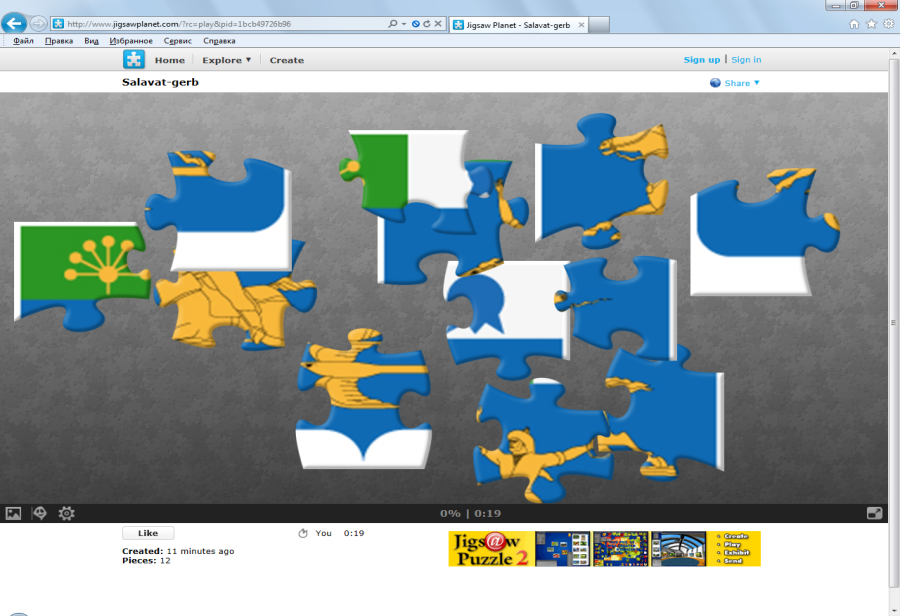 http://www.jigsawplanet.com/?rc=play&pid=1bcb49726b96
Jigsaw Planet - Salavat-gerb
Файл Правка Вид Избранное Сервис Справка
Home Explore ▼ Create Sign up | Sign in
Salavat-gerb Share ▼
0% | 0:19
Like You 0:19
Created: 11 minutes ago
Pieces: 12
Jigs@w
Puzzle 2
Create
Play
Exhibit
Send